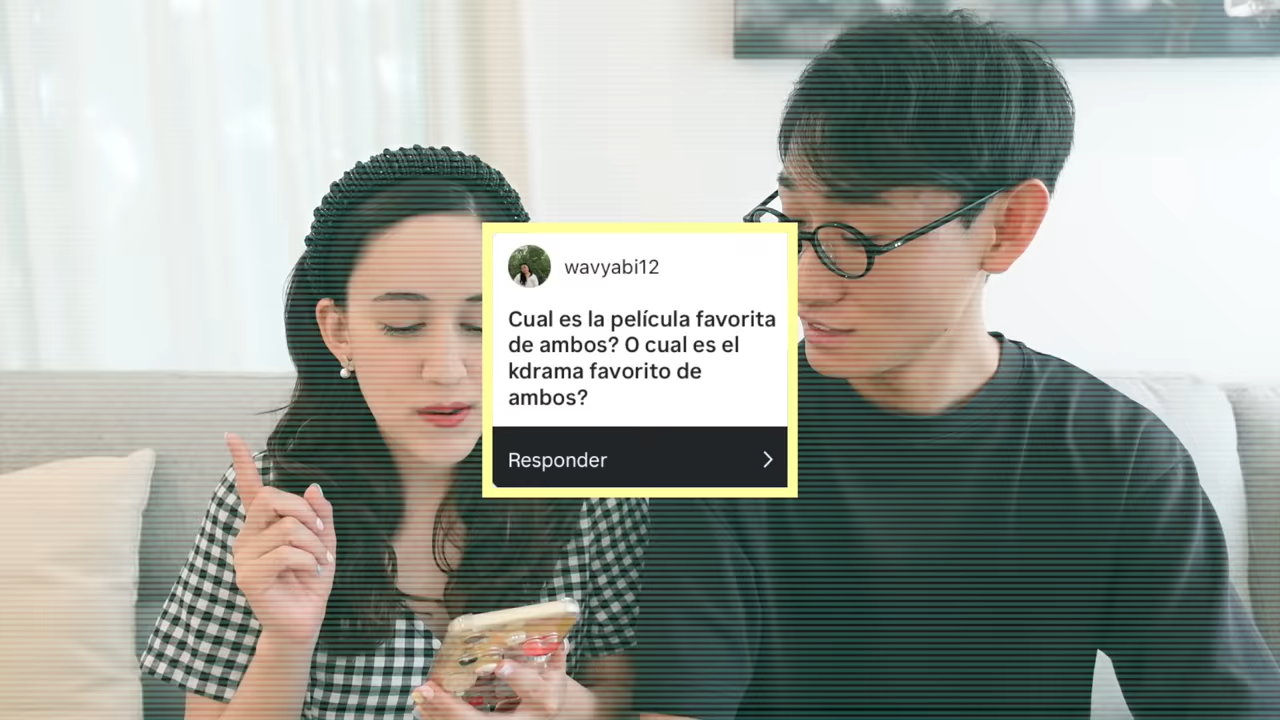 wavyabi12
Cual es la película favorita
de ambos? O cual es el
kdrama favorito de
ambos?
Responder